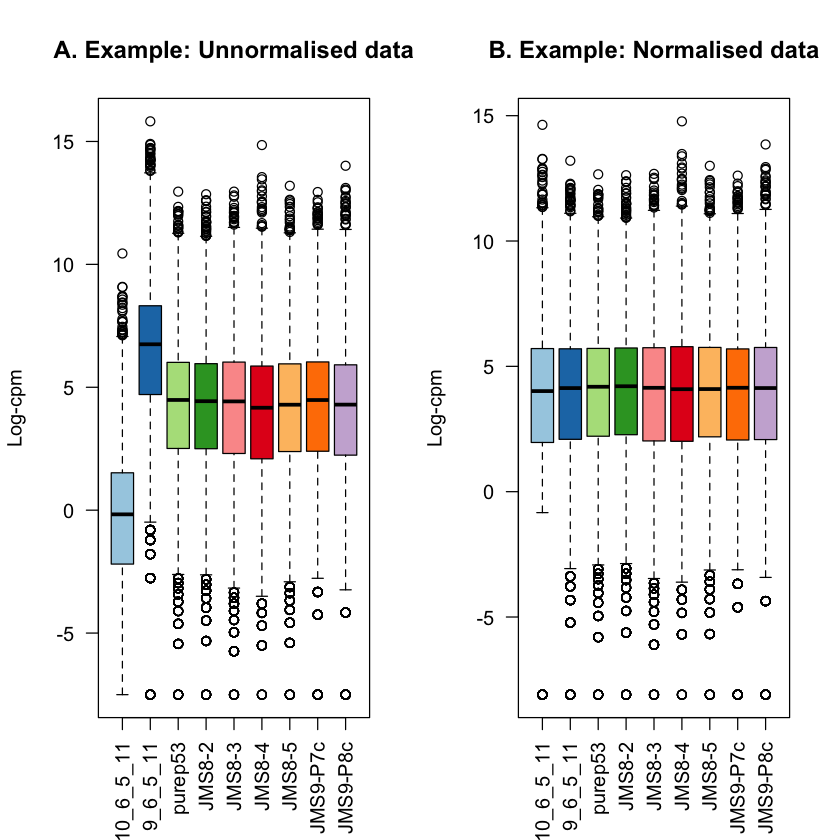 A. Example: Unnormalised data
Log-cpm
15
10
5
0
-5
10_6_5_11
9_6_5_11
purep53
JMS8-2
JMS8-3
JMS8-4
JMS8-5
JMS9-P7c
JMS9-P8c
B. Example: Normalised data
Log-cpm
15
10
5
0
-5
10_6_5_11
9_6_5_11
purep53
JMS8-2
JMS8-3
JMS8-4
JMS8-5
JMS9-P7c
JMS9-P8c